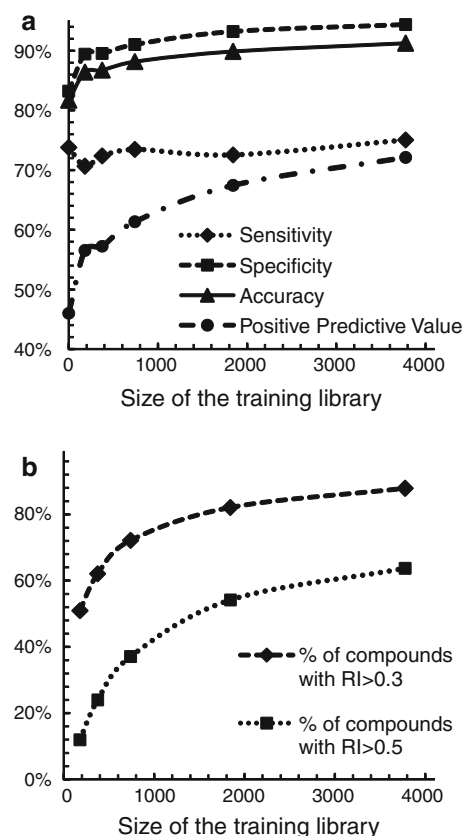 a
90%
80%
70%
60%
50%
40%
Sensitivity
Specificity
Accuracy
Positive Predictive Value
0 1000 2000 3000 4000
Size of the training library
b
80%
60%
40%
20%
0%
% of compounds
with RI>0.3
% of compounds
with RI>0.5
0 1000 2000 3000 4000
Size of the training library